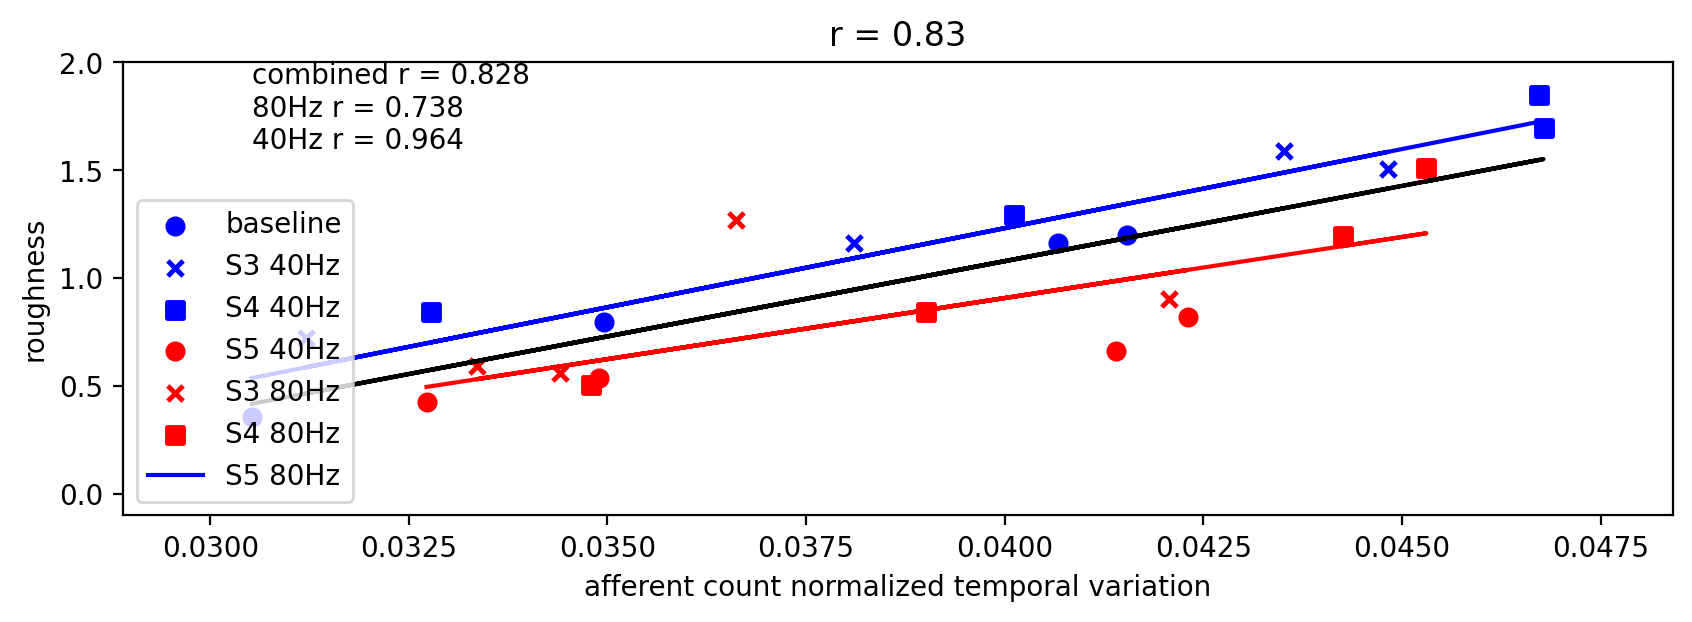 r = 0.83
combined r = 0.828
80Hz r = 0.738
40Hz r = 0.964
2.0
1.5
1.0
0.5
0.0
roughness
baseline
S3 40Hz
S4 40Hz
S5 40Hz
S3 80Hz
S4 80Hz
S5 80Hz
0.0300 0.0325 0.0350 0.0375 0.0400 0.0425 0.0450 0.0475
afferent count normalized temporal variation